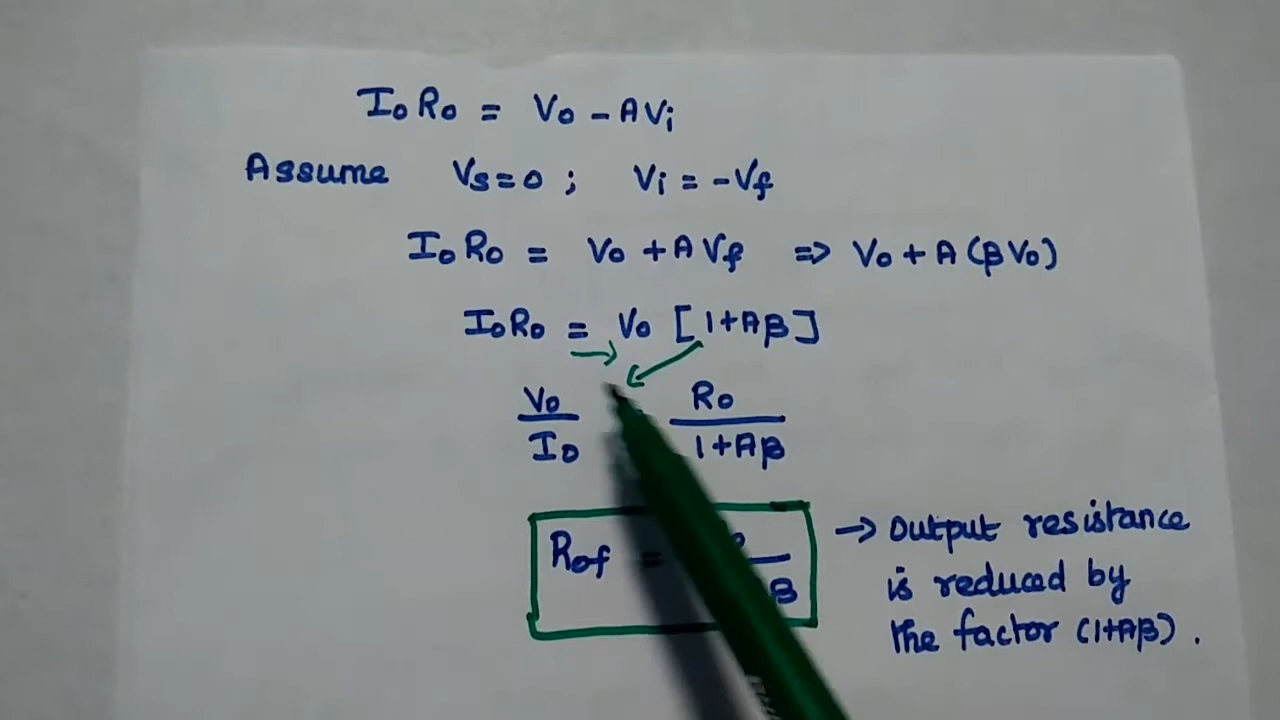 I₀R₀ = V₀ - AVᵢ
Assume Vs=0 ; Vᵢ = -Vf
I₀R₀ = V₀ + AVf => V₀ + A(βV₀)
I₀R₀ = V₀ [1+Aβ]
V₀ R₀
I₀ 1+Aβ
Rof = β
→ Output resistance
is reduced by
the factor (1+Aβ).